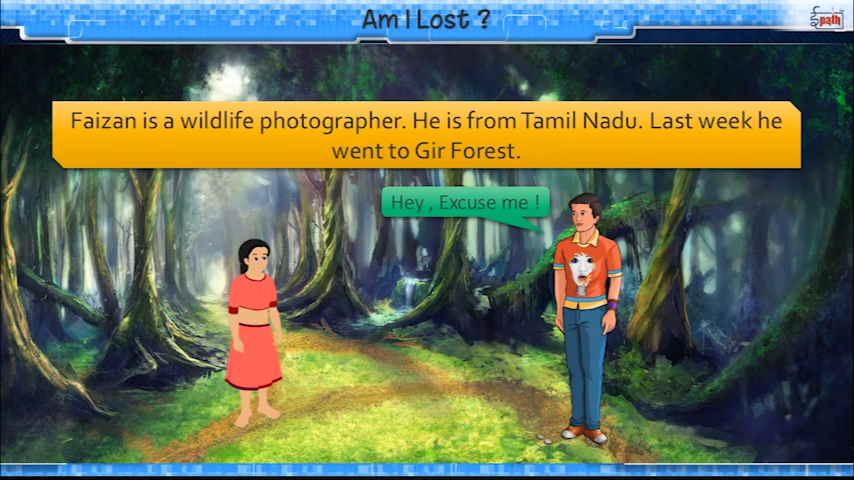 Am I Lost ?
path
Faizan is a wildlife photographer. He is from Tamil Nadu. Last week he
went to Gir Forest.
Hey , Excuse me !